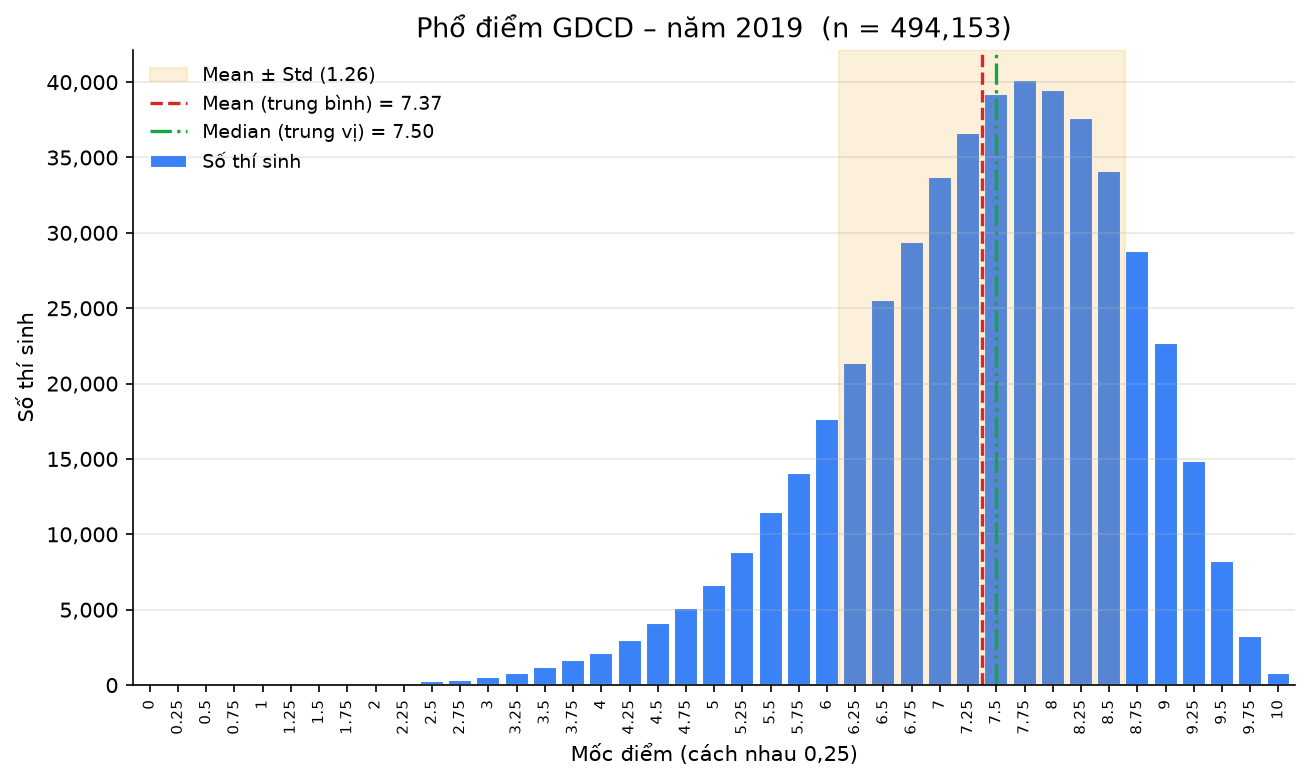 Phổ điểm GDCD – năm 2019 (n = 494,153)
Mean ± Std (1.26)
Mean (trung bình) = 7.37
Median (trung vị) = 7.50
Số thí sinh
Số thí sinh
40,000
35,000
30,000
25,000
20,000
15,000
10,000
5,000
0
0 0.25 0.5 0.75 1 1.25 1.5 1.75 2 2.25 2.5 2.75 3 3.25 3.5 3.75 4 4.25 4.5 4.75 5 5.25 5.5 5.75 6 6.25 6.5 6.75 7 7.25 7.5 7.75 8 8.25 8.5 8.75 9 9.25 9.5 9.75 10
Mốc điểm (cách nhau 0,25)